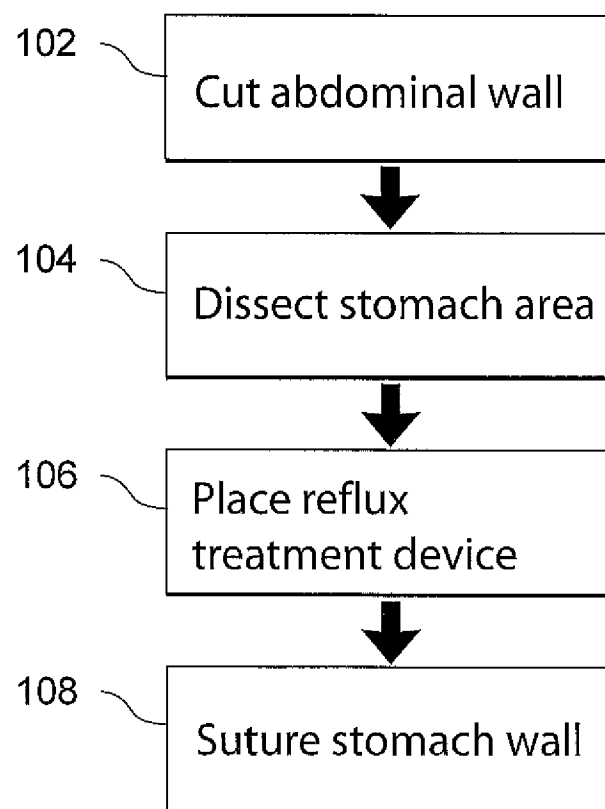 102
Cut abdominal wall
104
Dissect stomach area
106
Place reflux
treatment device
108
Suture stomach wall